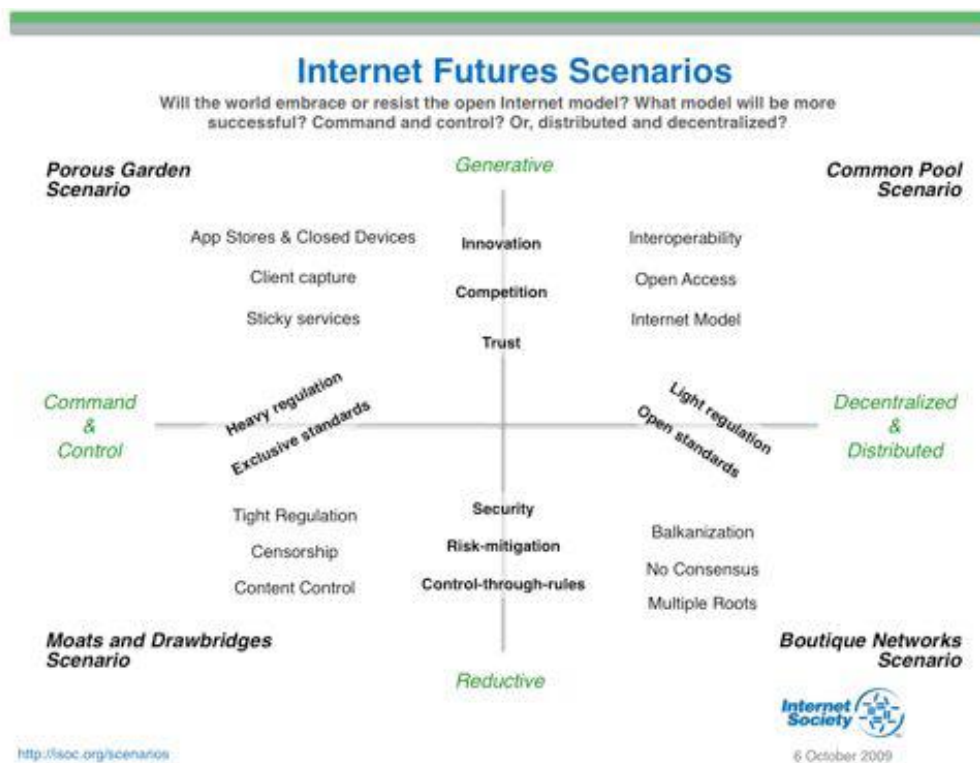 Internet Futures Scenarios
Will the world embrace or resist the open Internet model? What model will be more
successful? Command and control? Or, distributed and decentralized?
Porous Garden
Scenario
Generative
Common Pool
Scenario
App Stores & Closed Devices
Client capture
Sticky services
Innovation
Competition
Trust
Interoperability
Open Access
Internet Model
Command
&
Control
Heavy regulation
Exclusive standards
Light regulation
Open standards
Decentralized
&
Distributed
Tight Regulation
Censorship
Content Control
Security
Risk-mitigation
Control-through-rules
Balkanization
No Consensus
Multiple Roots
Moats and Drawbridges
Scenario
Reductive
Boutique Networks
Scenario
Internet
Society
http://isoc.org/scenarios
6 October 2009